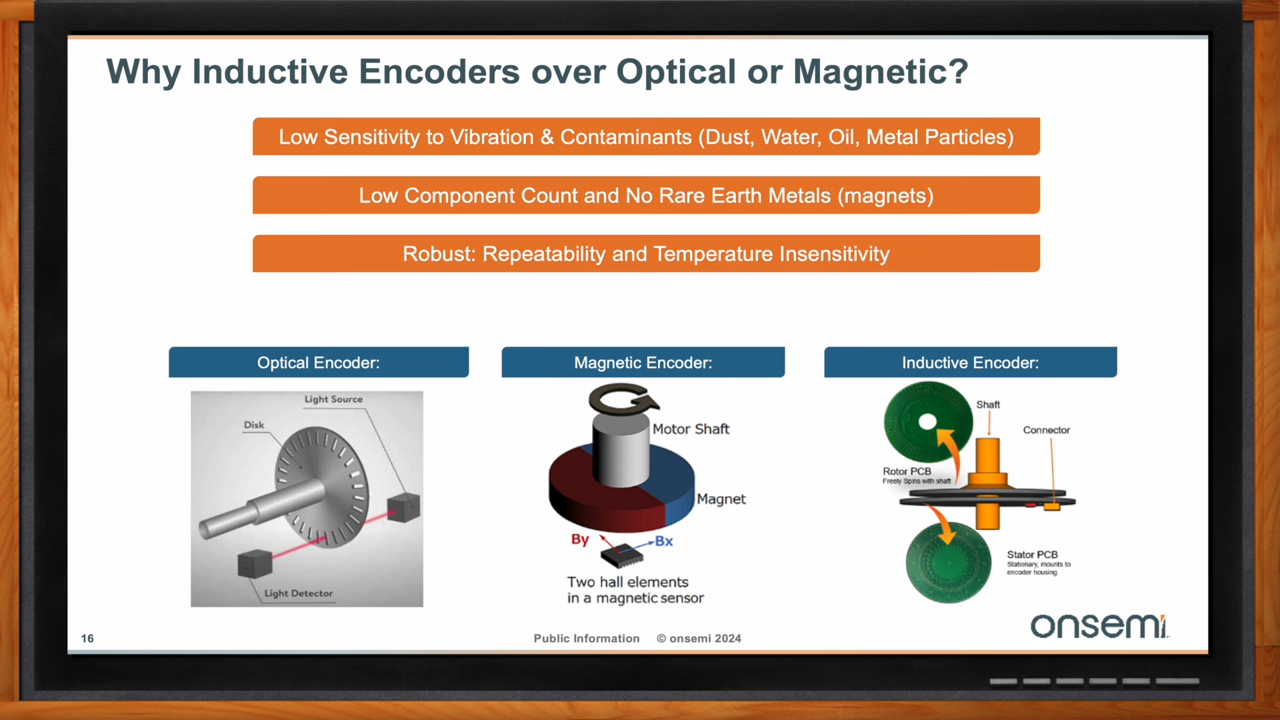 Why Inductive Encoders over Optical or Magnetic?
Low Sensitivity to Vibration & Contaminants (Dust, Water, Oil, Metal Particles)
Low Component Count and No Rare Earth Metals (magnets)
Robust: Repeatability and Temperature Insensitivity
Optical Encoder:
Light Source
Disk
Light Detector
Magnetic Encoder:
Motor Shaft
Magnet
By
Bx
Two hall elements
in a magnetic sensor
Inductive Encoder:
Shaft
Connector
Rotor PCB
Freely Spins with shaft
Stator PCB
Stationary, mounts to
encoder housing
onsemi
16
Public Information © onsemi 2024